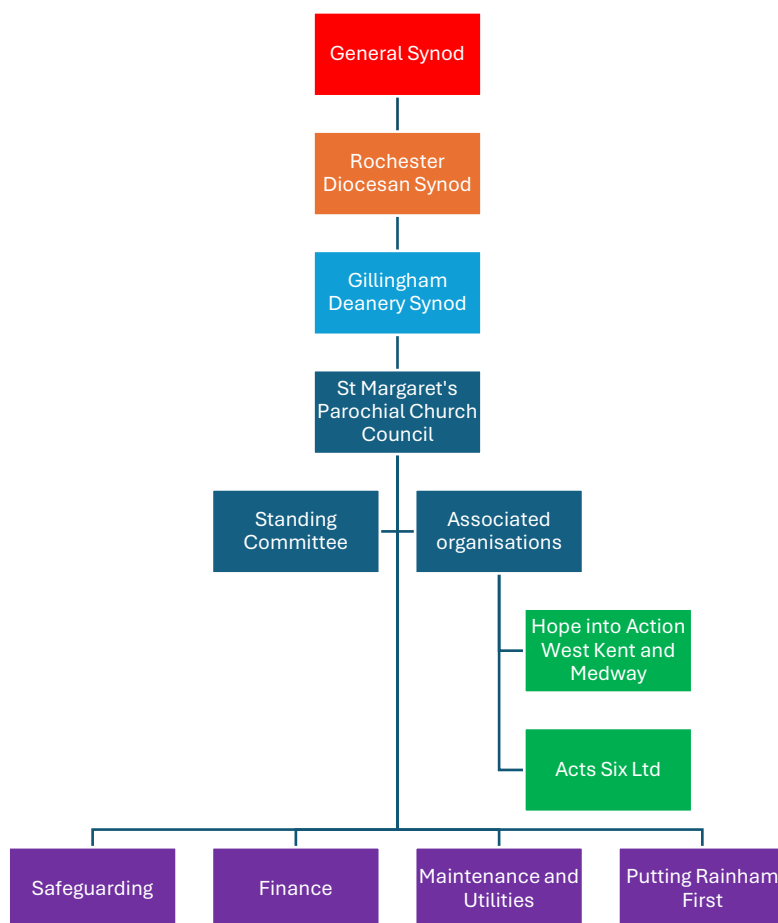 General Synod
Rochester
Diocesan Synod
Gillingham
Deanery Synod
St Margaret's
Parochial Church
Council
Standing
Committee
Associated
organisations
Hope into Action
West Kent and
Medway
Acts Six Ltd
Safeguarding
Finance
Maintenance and
Utilities
Putting Rainham
First